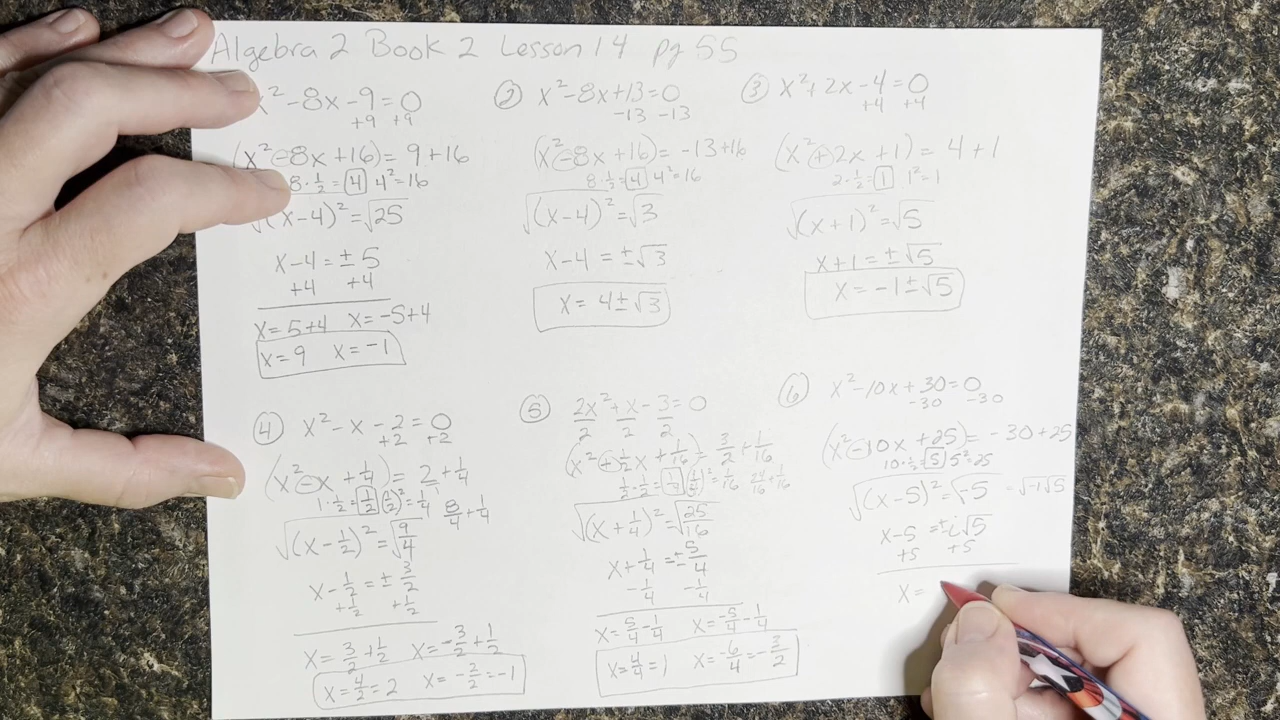 Algebra 2 Book 2 Lesson 14 pg 55
x²-8x-9=0
+9 +9
(x²-8x+16)=9+16
8·½=4 4²=16
√(x-4)²=√25
x-4=±5
+4 +4
x=5+4 x=-5+4
x=9 x=-1
② x²-8x+13=0
-13 -13
(x²-8x+16)=-13+16
8·½=4 4²=16
√(x-4)²=√3
x-4=±√3
x=4±√3
③ x²+2x-4=0
+4 +4
(x²+2x+1)=4+1
2·½=1 1²=1
√(x+1)²=√5
x+1=±√5
x=-1±√5
④ x²-x-2=0
+2 +2
(x²-x+1/4)=2+1/4
1·½=½ (½)²=1/4 8/4+1/4
√(x-½)²=√9/4
x-½=±3/2
+½ +½
x=3/2+1/2 x=-3/2+1/2
x=4/2=2 x=-2/2=-1
⑤ 2x²+x-3=0
2 2 2
(x²+½x+1/16)=3/2+1/16
½·½=¼ (¼)²=1/16 24/16+1/16
√(x+¼)²=√25/16
x+¼=±5/4
-¼ -¼
x=5/4-1/4 x=-5/4-1/4
x=4/4=1 x=-6/4=-3/2
⑥ x²-10x+30=0
-30 -30
(x²-10x+25)=-30+25
10·½=5 5²=25
√(x-5)²=√-5 =√-1√5
x-5=±i√5
+5 +5
x=